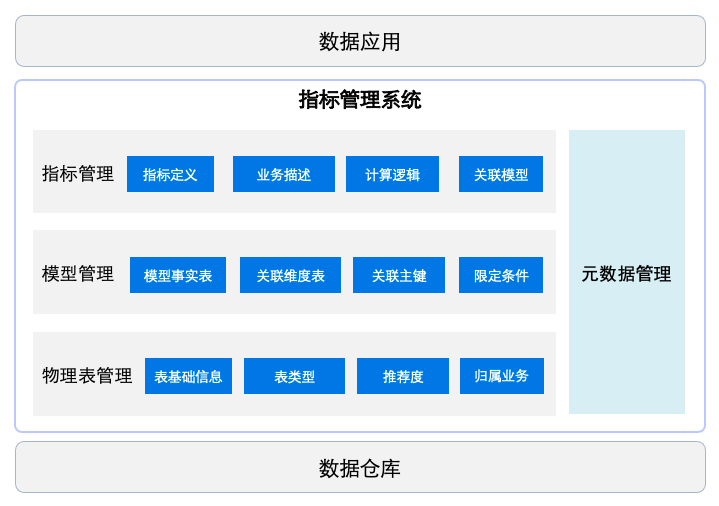 数据应用
指标管理系统
指标管理 指标定义 业务描述 计算逻辑 关联模型
模型管理 模型事实表 关联维度表 关联主键 限定条件
元数据管理
物理表管理 表基础信息 表类型 推荐度 归属业务
数据仓库